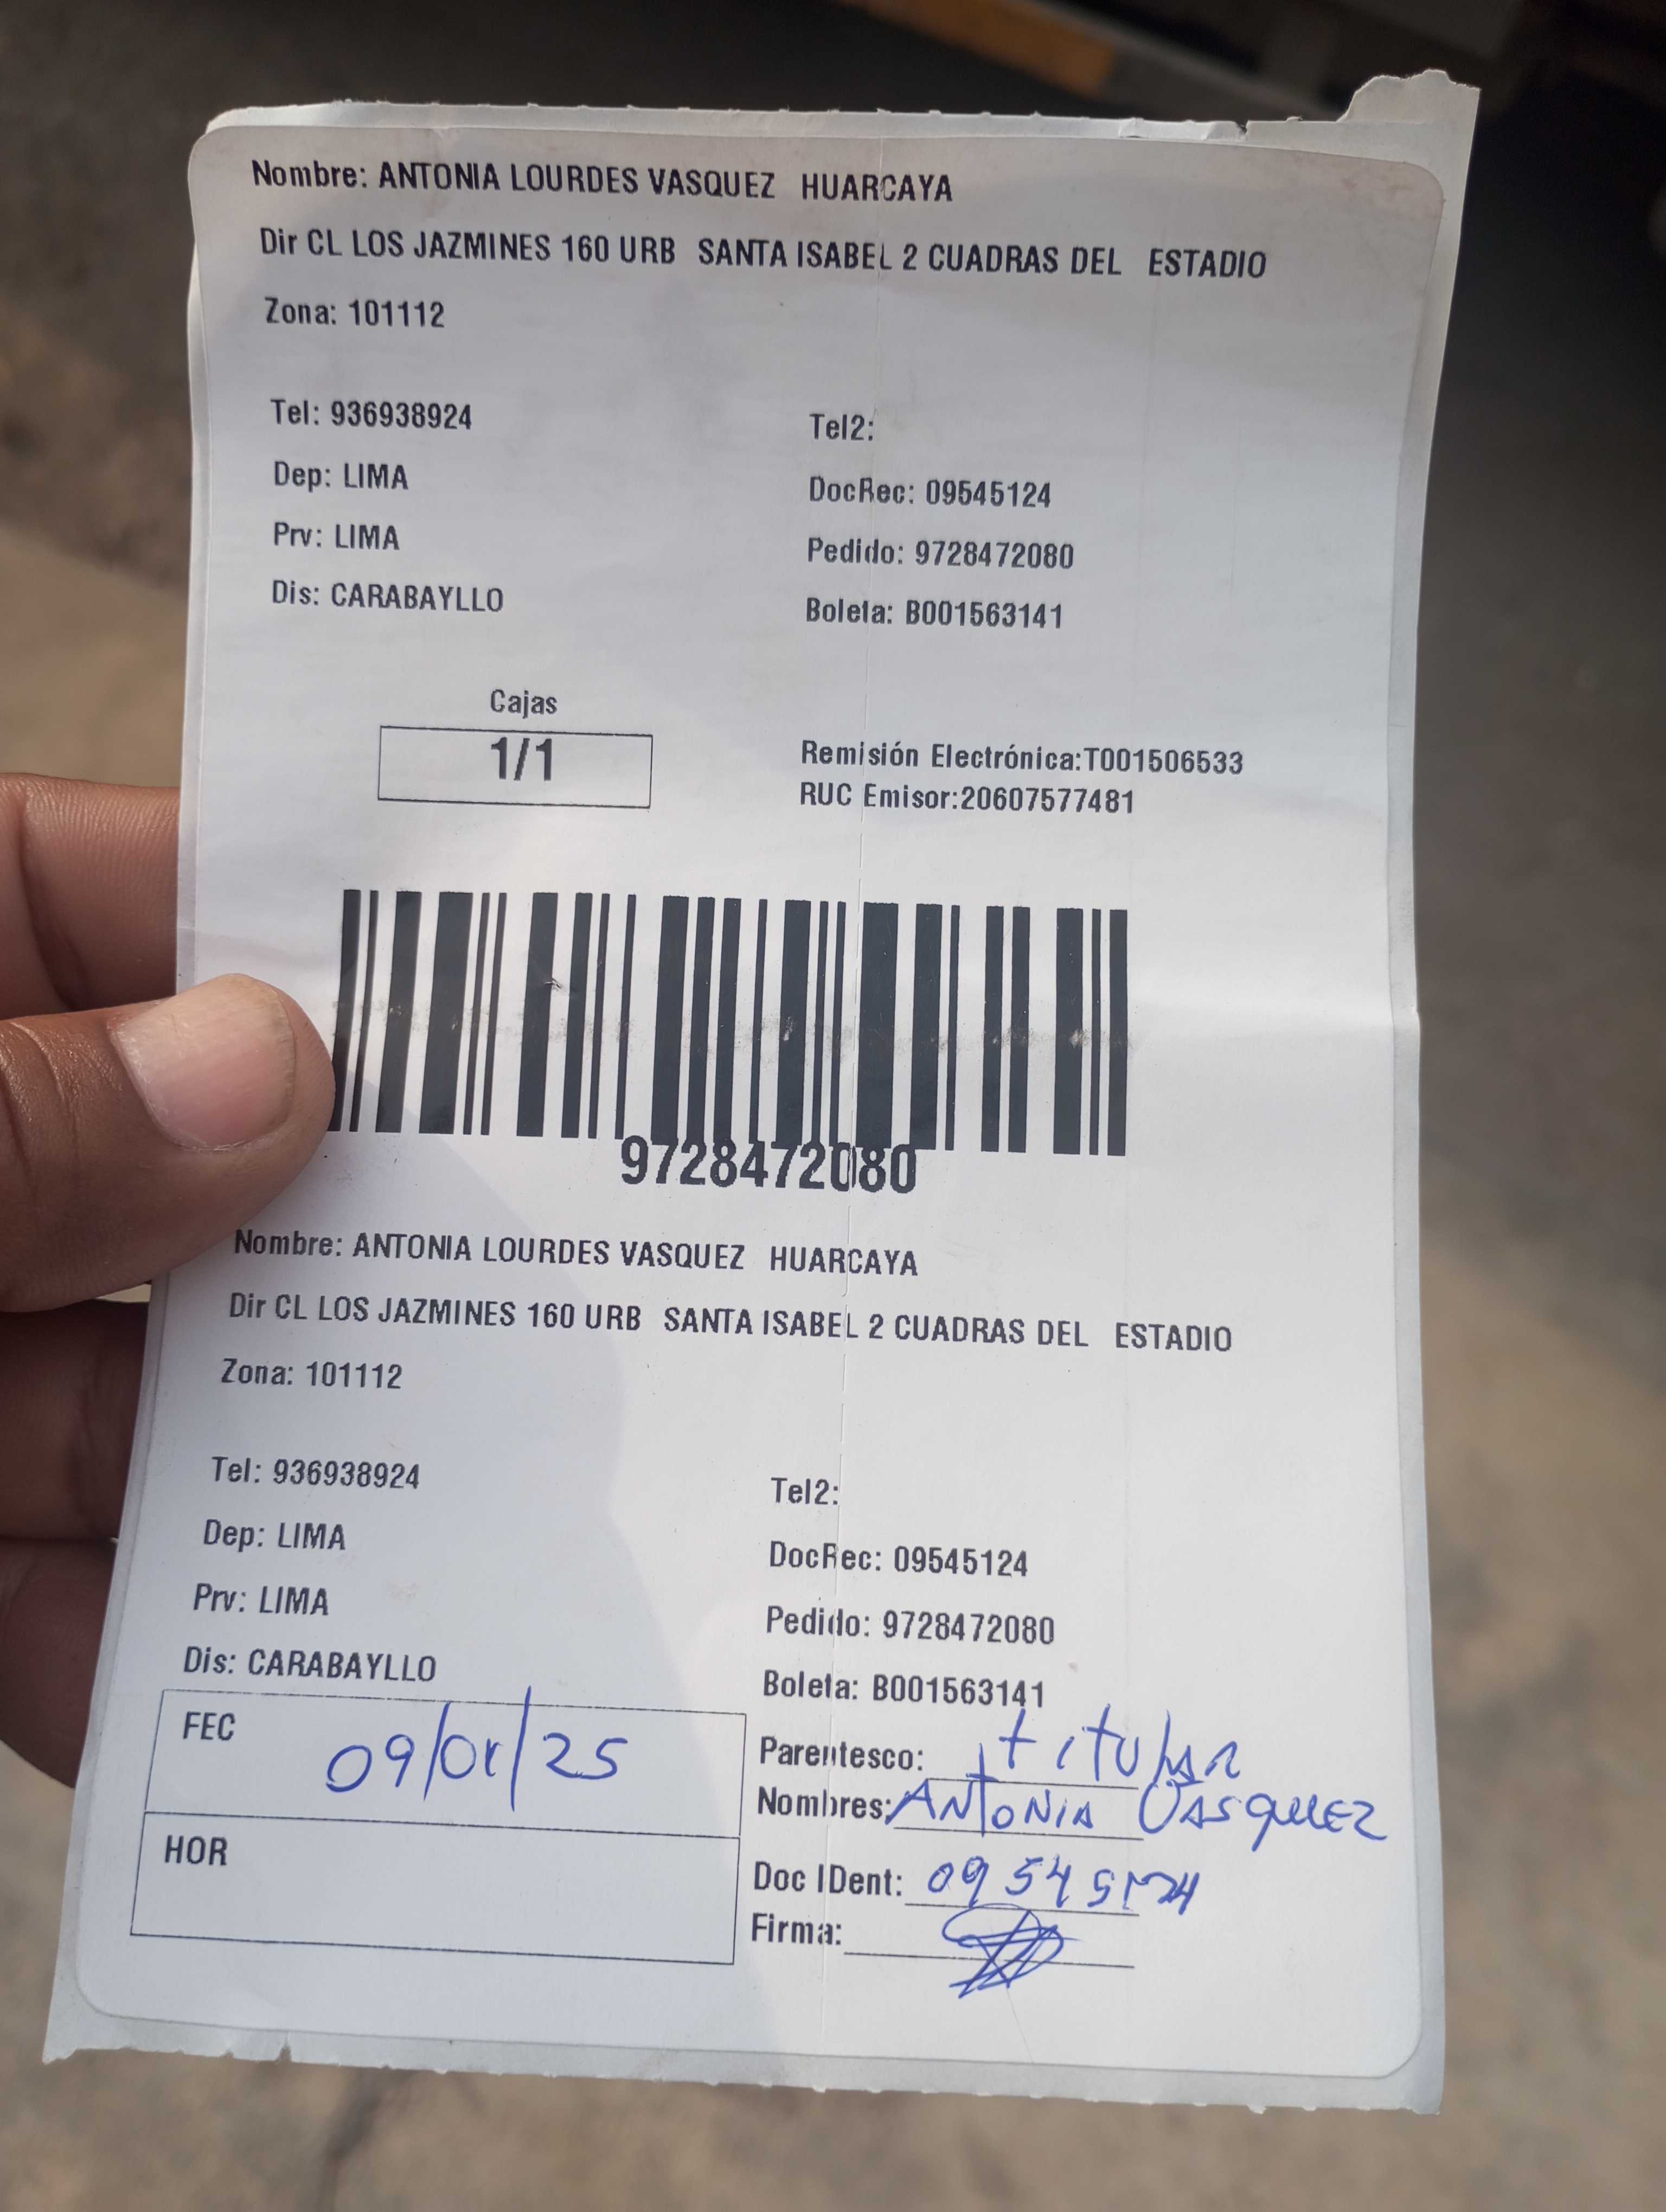 Nombre: ANTONIA LOURDES VASQUEZ HUARCAYA
Dir CL LOS JAZMINES 160 URB SANTA ISABEL 2 CUADRAS DEL ESTADIO
Zona: 101112
Tel: 936938924 Tel2:
Dep: LIMA DocRec: 09545124
Prv: LIMA Pedido: 9728472080
Dis: CARABAYLLO Boleta: B001563141
Cajas
1/1
Remisión Electrónica:T001506533
RUC Emisor:20607577481
9728472080
Nombre: ANTONIA LOURDES VASQUEZ HUARCAYA
Dir CL LOS JAZMINES 160 URB SANTA ISABEL 2 CUADRAS DEL ESTADIO
Zona: 101112
Tel: 936938924 Tel2:
Dep: LIMA DocRec: 09545124
Prv: LIMA Pedido: 9728472080
Dis: CARABAYLLO Boleta: B001563141
FEC 09/01/25
Parentesco: titular
Nombres: ANTONIA VASQUEZ
HOR
Doc IDent: 09545124
Firma: